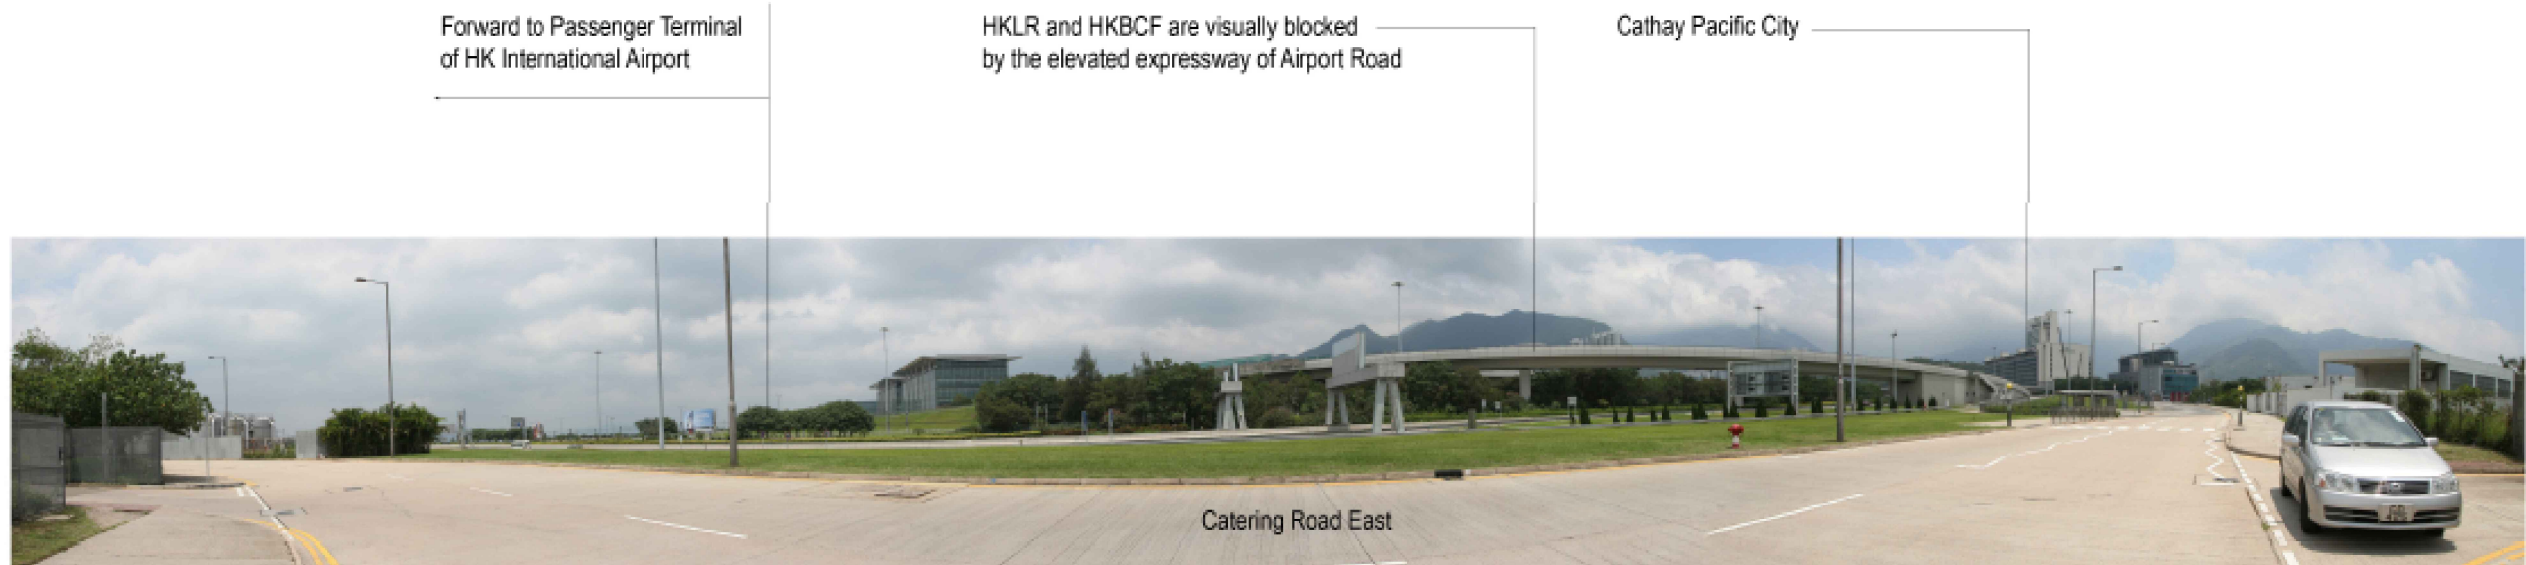 Forward to Passenger Terminal
of HK International Airport
HKLR and HKBCF are visually blocked
by the elevated expressway of Airport Road
Cathay Pacific City
Catering Road East